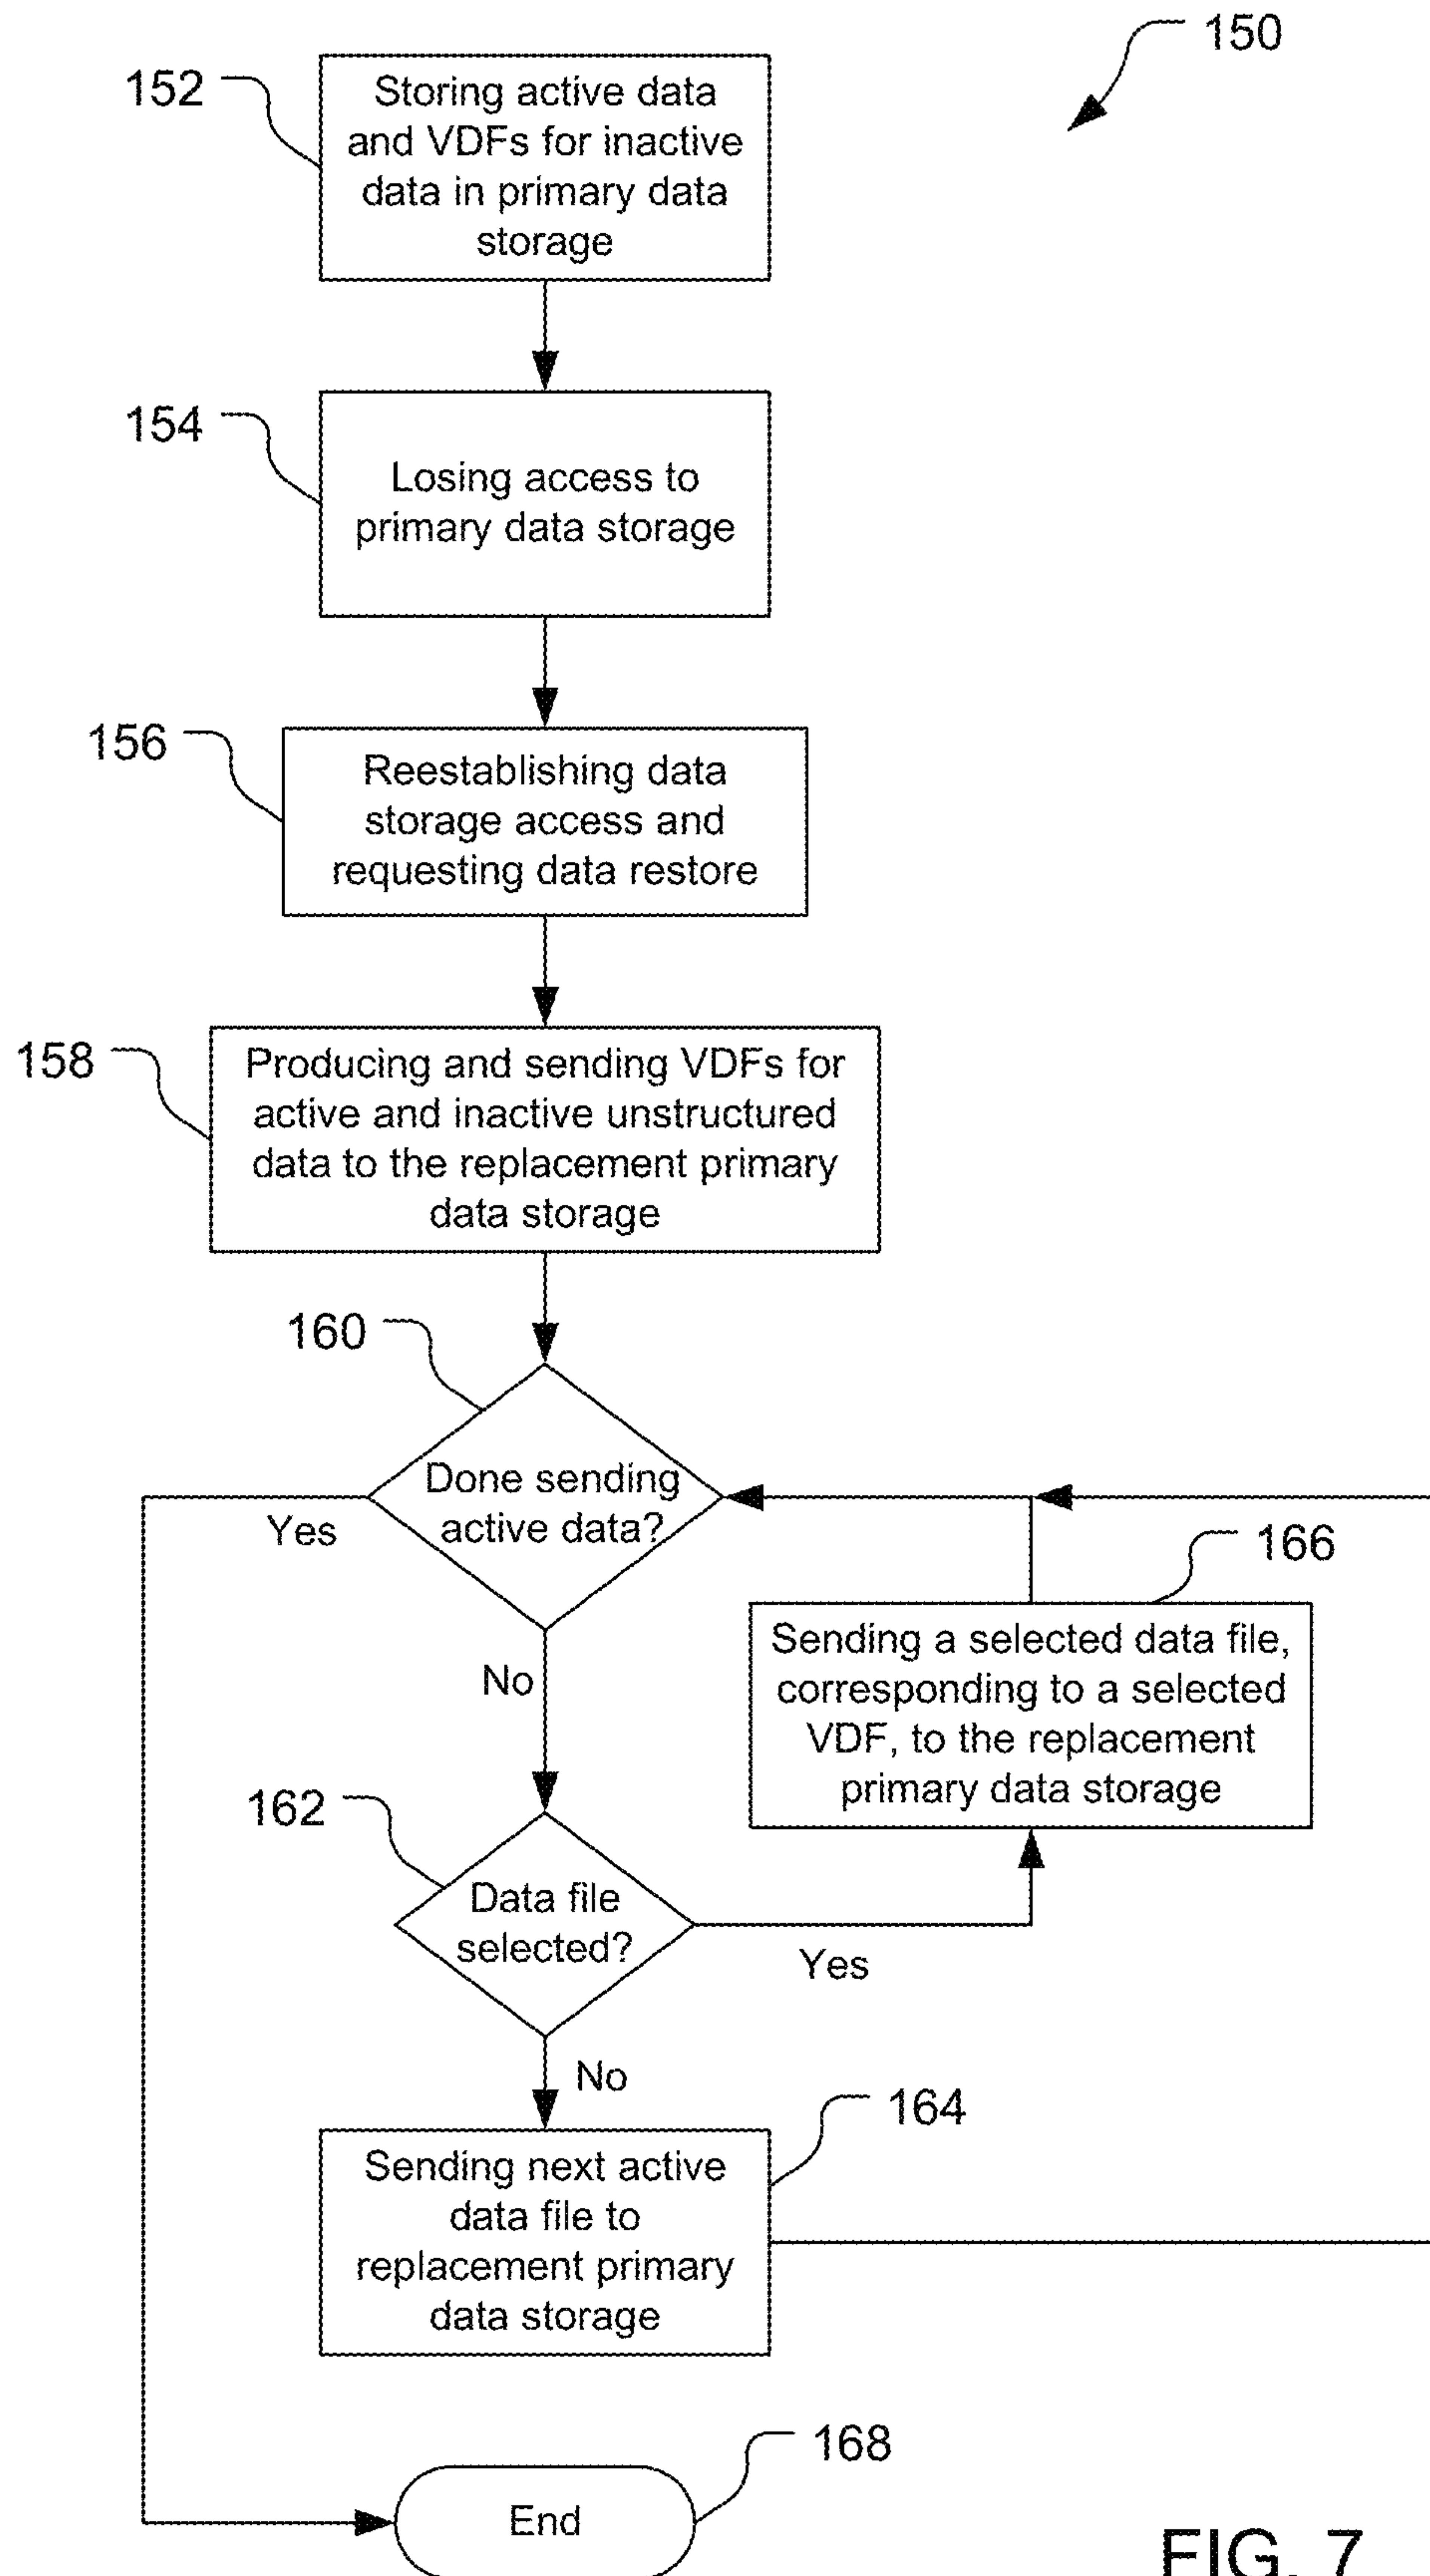 150
152
Storing active data
and VDFs for inactive
data in primary data
storage
154
Losing access to
primary data storage
156
Reestablishing data
storage access and
requesting data restore
158
Producing and sending VDFs for
active and inactive unstructured
data to the replacement primary
data storage
160
Done sending
active data?
Yes
No
166
Sending a selected data file,
corresponding to a selected
VDF, to the replacement
primary data storage
162
Data file
selected?
Yes
No
164
Sending next active
data file to
replacement primary
data storage
168
End
FIG. 7